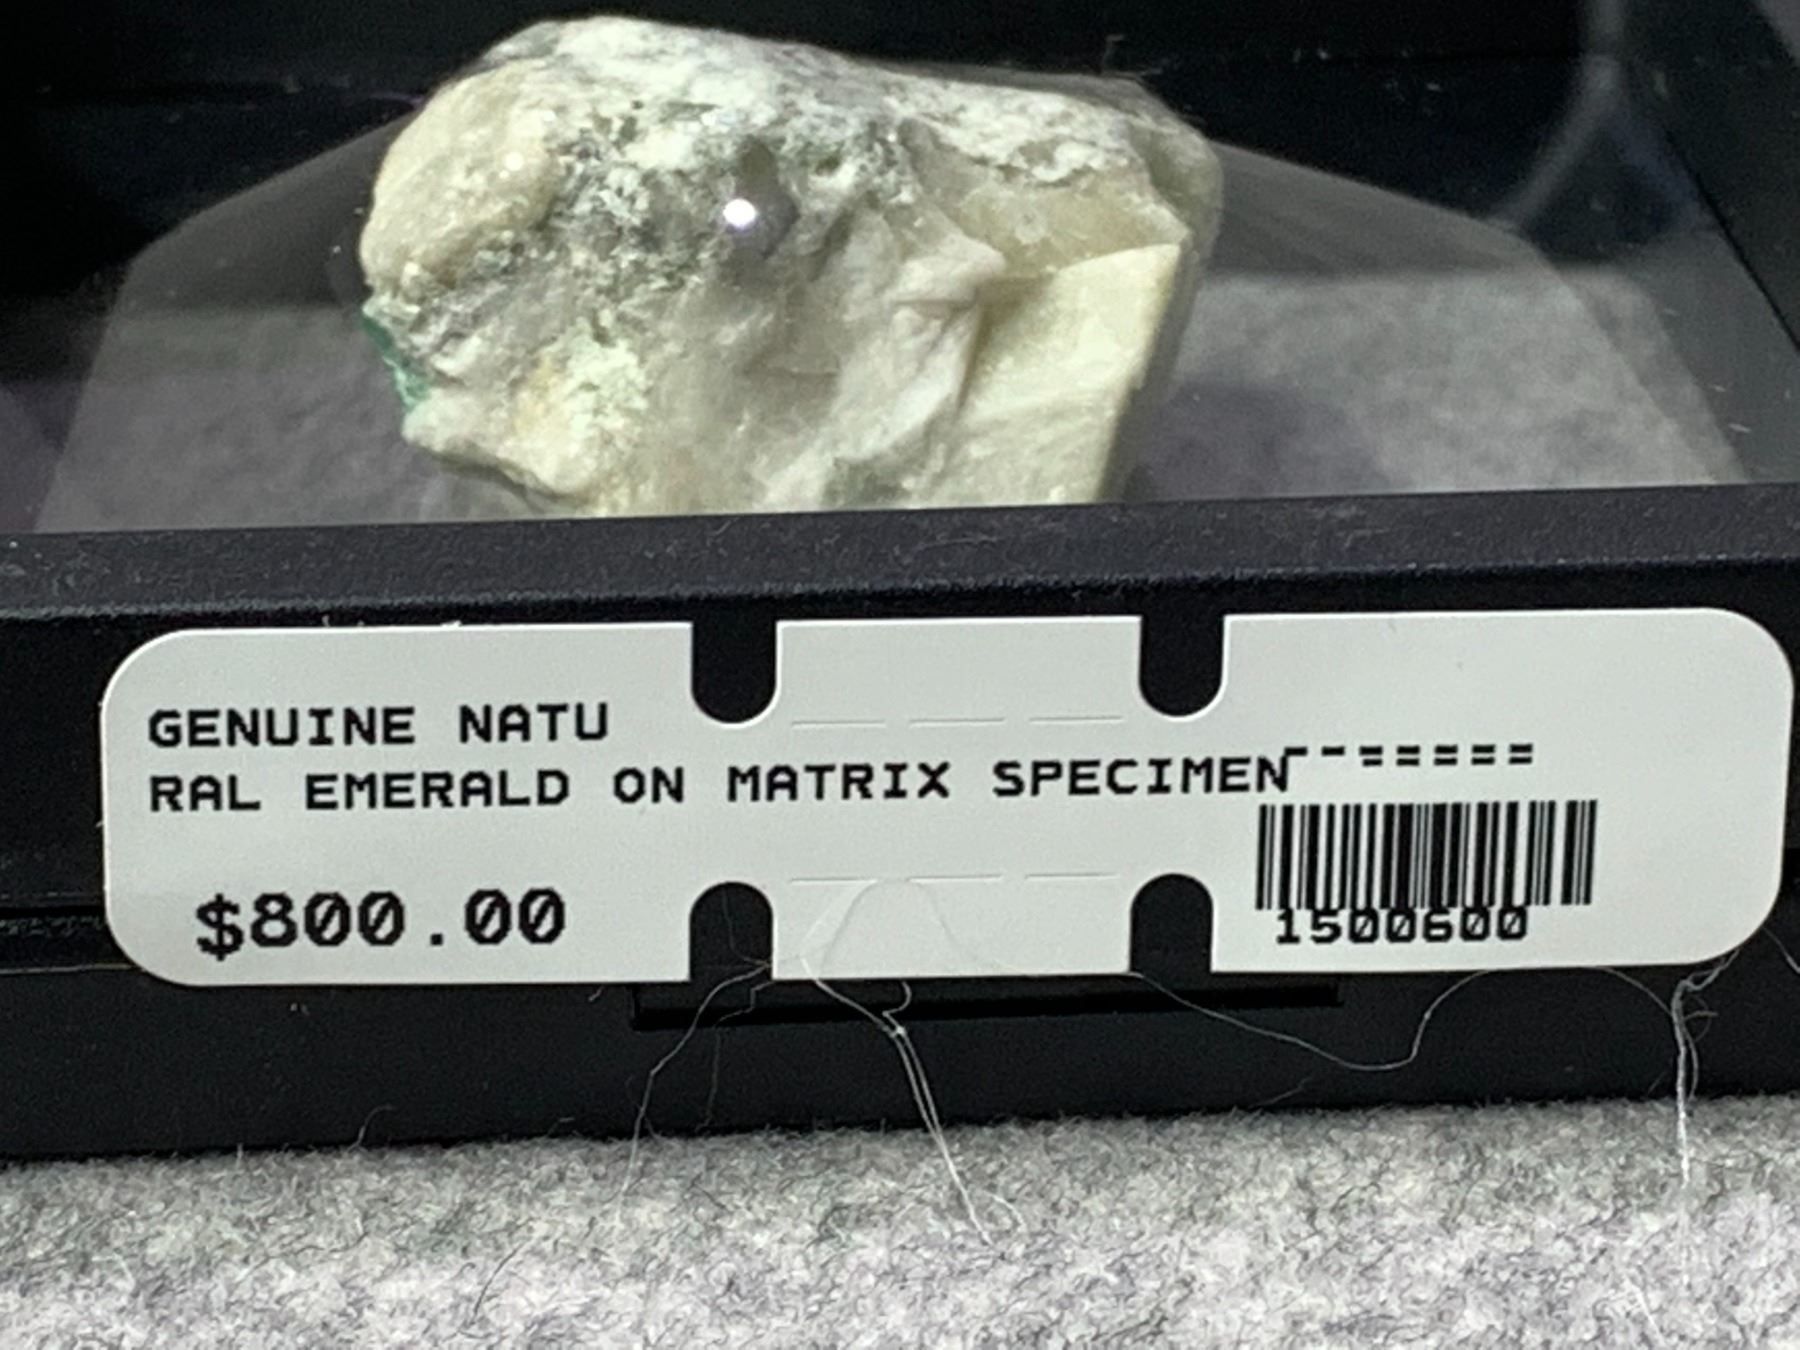 GENUINE NATU
RAL EMERALD ON MATRIX SPECIMEN
$800.00
1500600